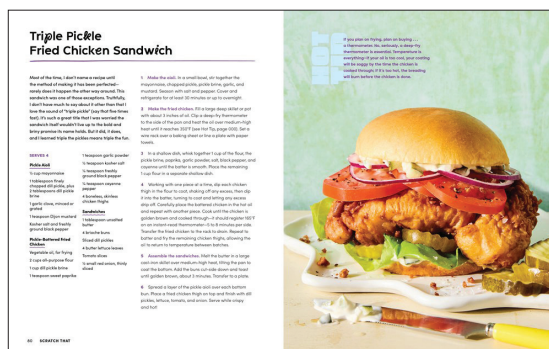 Triple Pickle
Fried Chicken Sandwich
Most of the time, I don't name a recipe until
the method of making it has been perfected—
rarely does it happen the other way around. This
sandwich was one of those exceptions. Truthfully,
I don't have much to say about it other than that I
love the sound of "triple pickle" (say that five times
fast). It's such a great title that I was worried the
sandwich itself wouldn't live up to the bold and
briny promise its name holds. But it did, it does,
and I learned triple the pickles means triple the fun.
SERVES 4
Pickle Aioli
mayonnaise
1 tablespoon finely
chopped dill pickle, plus
2 tablespoons dill pickle
brine
1 garlic clove, minced or
grated
1 teaspoon Dijon mustard
Kosher salt and freshly
ground black pepper
Pickle-Battered Fried
Chicken
Vegetable oil, for frying
2 cups all-purpose flour
1 cup dill pickle brine
1 teaspoon sweet paprika
1 teaspoon garlic powder
teaspoon kosher salt
teaspoon freshly
ground black pepper
teaspoon cayenne
pepper
4 boneless, skinless
chicken thighs
Sandwiches
1 tablespoon unsalted
butter
4 brioche buns
Sliced dill pickles
4 butter lettuce leaves
Tomato slices
small red onion, thinly
sliced
1 Make the aioli. In a small bowl, stir together the
mayonnaise, chopped pickle, pickle brine, garlic, and
mustard. Season with salt and pepper. Cover and
refrigerate for at least 30 minutes or up to overnight.
2 Make the fried chicken. Fill a large deep skillet or pot
with about 3 inches of oil. Clip a deep-fry thermometer
to the side of the pan and heat the oil over medium-high
heat until it reaches 350°F (see Hot Tip, page 000). Set a
wire rack over a baking sheet or line a plate with paper
towels.
3 In a shallow dish, whisk together 1 cup of the flour, the
pickle brine, paprika, garlic powder, salt, black pepper, and
cayenne until the batter is smooth. Place the remaining
1 cup flour in a separate shallow dish.
4 Working with one piece at a time, dip each chicken
thigh in the flour to coat, shaking off any excess, then dip
it into the batter, turning to coat and letting any excess
drip off. Carefully place the battered chicken in the hot oil
and repeat with another piece. Cook until the chicken is
golden brown and cooked through—it should register 165°F
on an instant-read thermometer—5 to 8 minutes per side.
Transfer the fried chicken to the rack to drain. Repeat to
batter and fry the remaining chicken thighs, allowing the
oil to return to temperature between batches.
5 Assemble the sandwiches. Melt the butter in a large
cast-iron skillet over medium-high heat, tilting the pan to
coat the bottom. Add the buns cut-side down and toast
until golden brown, about 2 minutes. Transfer to a plate.
6 Spread a layer of the pickle aioli over each bottom
bun. Place a fried chicken thigh on top and finish with dill
pickles, lettuce, tomato, and onion. Serve while crispy
and hot!
60 SCRATCH THAT
HOT
If you plan on frying, plan on buying . . .
a thermometer. No, seriously, a deep-fry
thermometer is essential. Temperature is
everything: if your oil is too cool, your coating
will be soggy by the time the chicken is
cooked through; if it's too hot, the breading
will burn before the chicken is done.